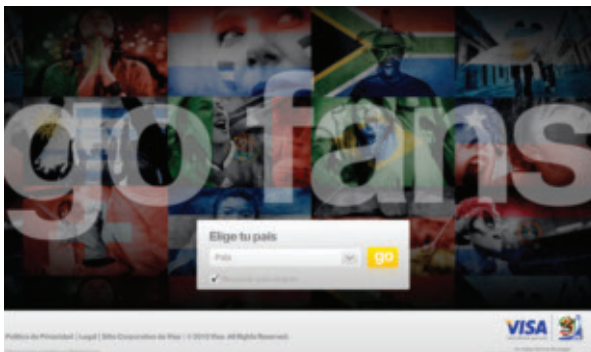 go fans
Elige tu país
País
go
Política de Privacidad | Legal | Sitio Corporativo de Visa | © 2010 Visa. All Rights Reserved.
VISA